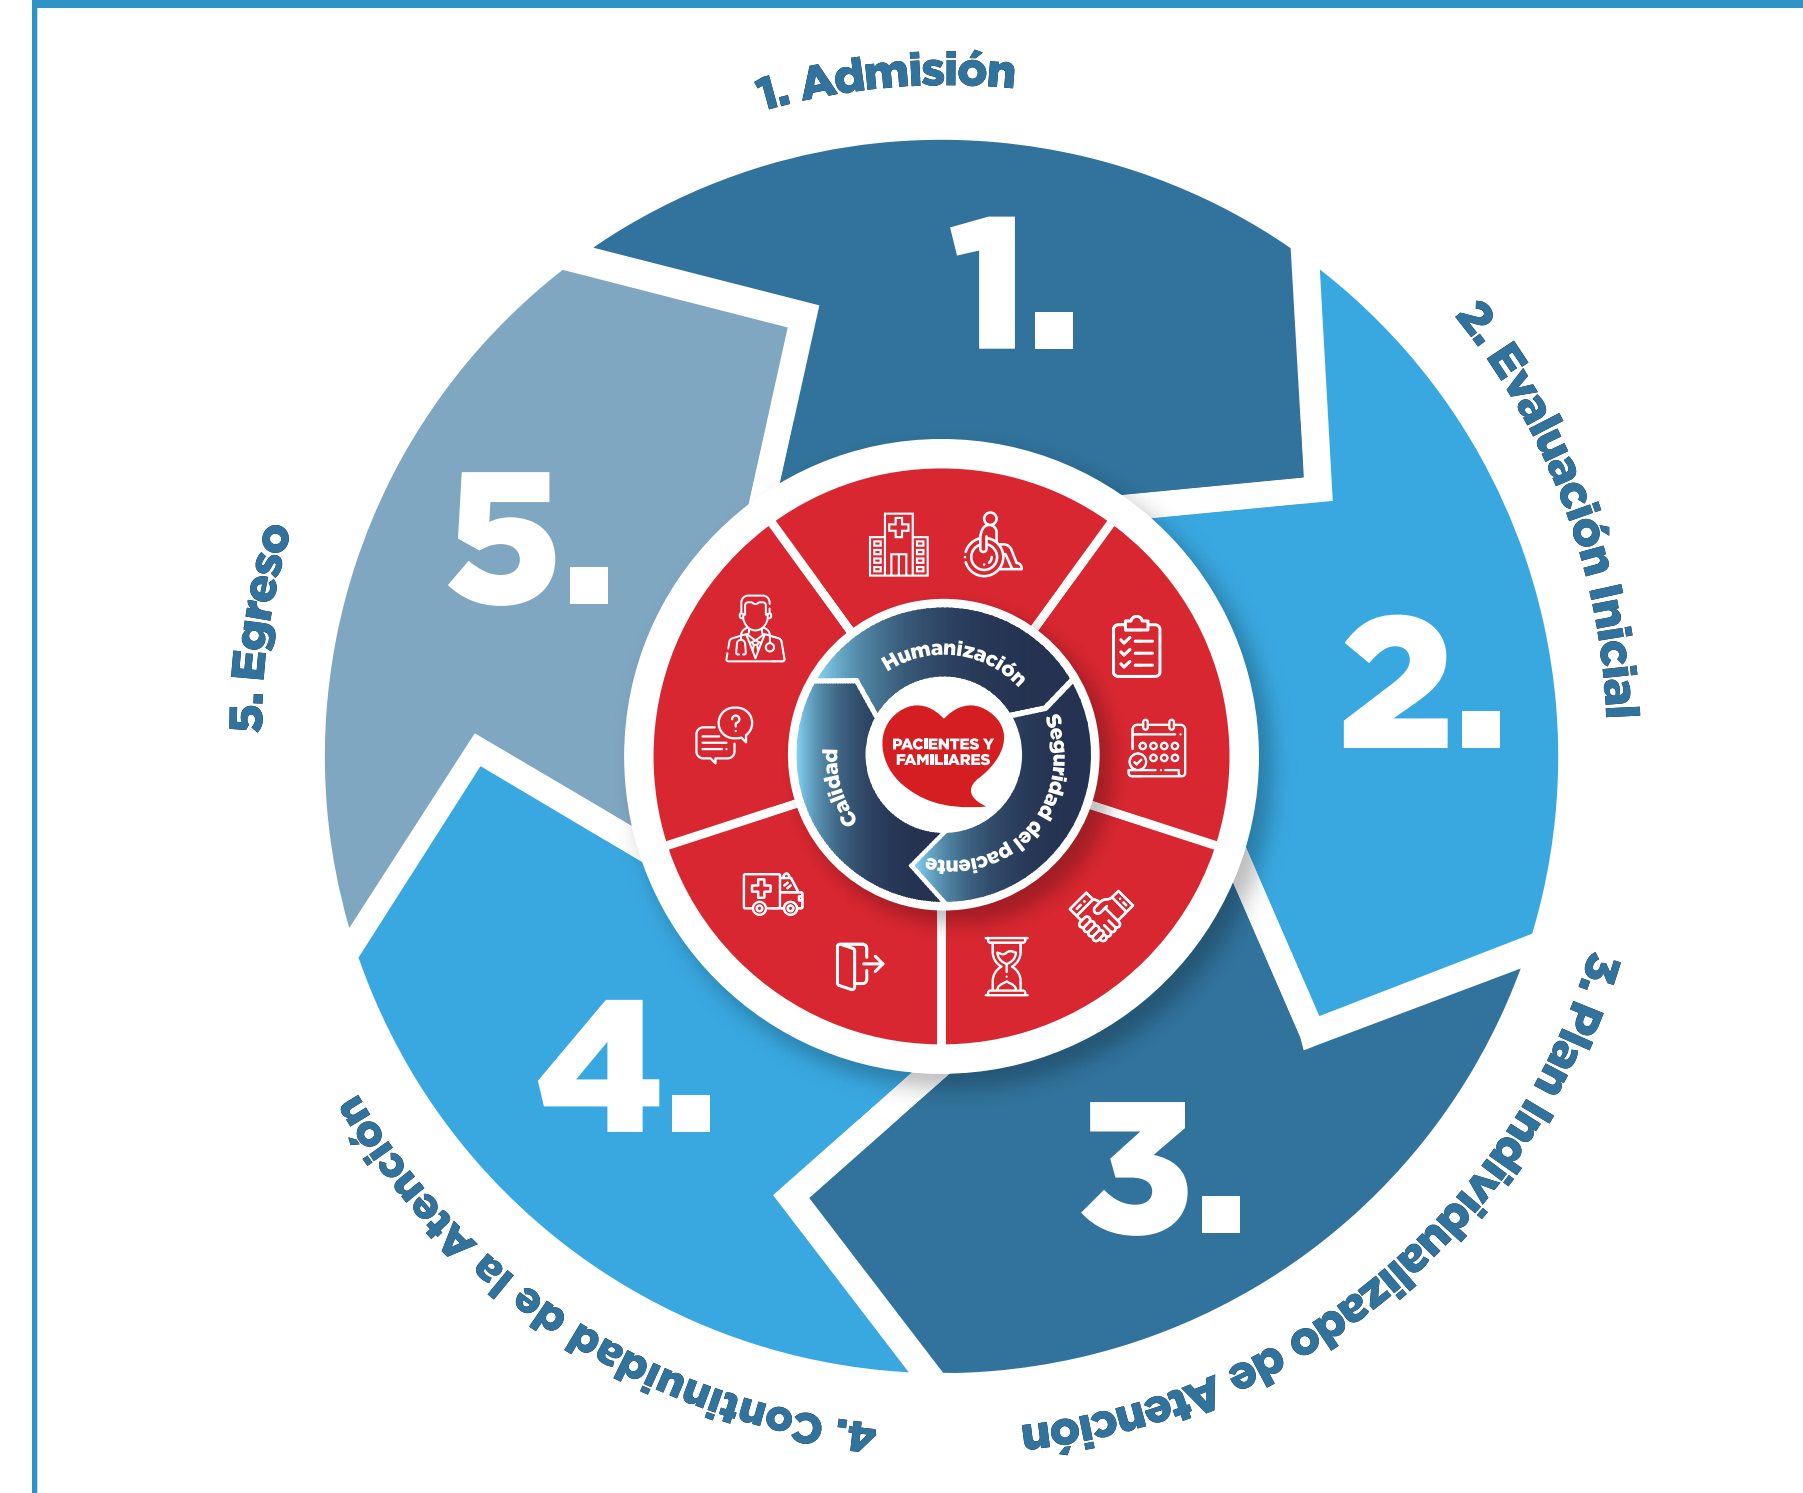 1. Admisión
1.
2. Evaluación Inicial
2.
3. Plan Individualizado de Atención
3.
4. Continuidad de la Atención
4.
5. Egreso
5.
Humanización
Seguridad del paciente
Calidad
PACIENTES Y
FAMILIARES
?